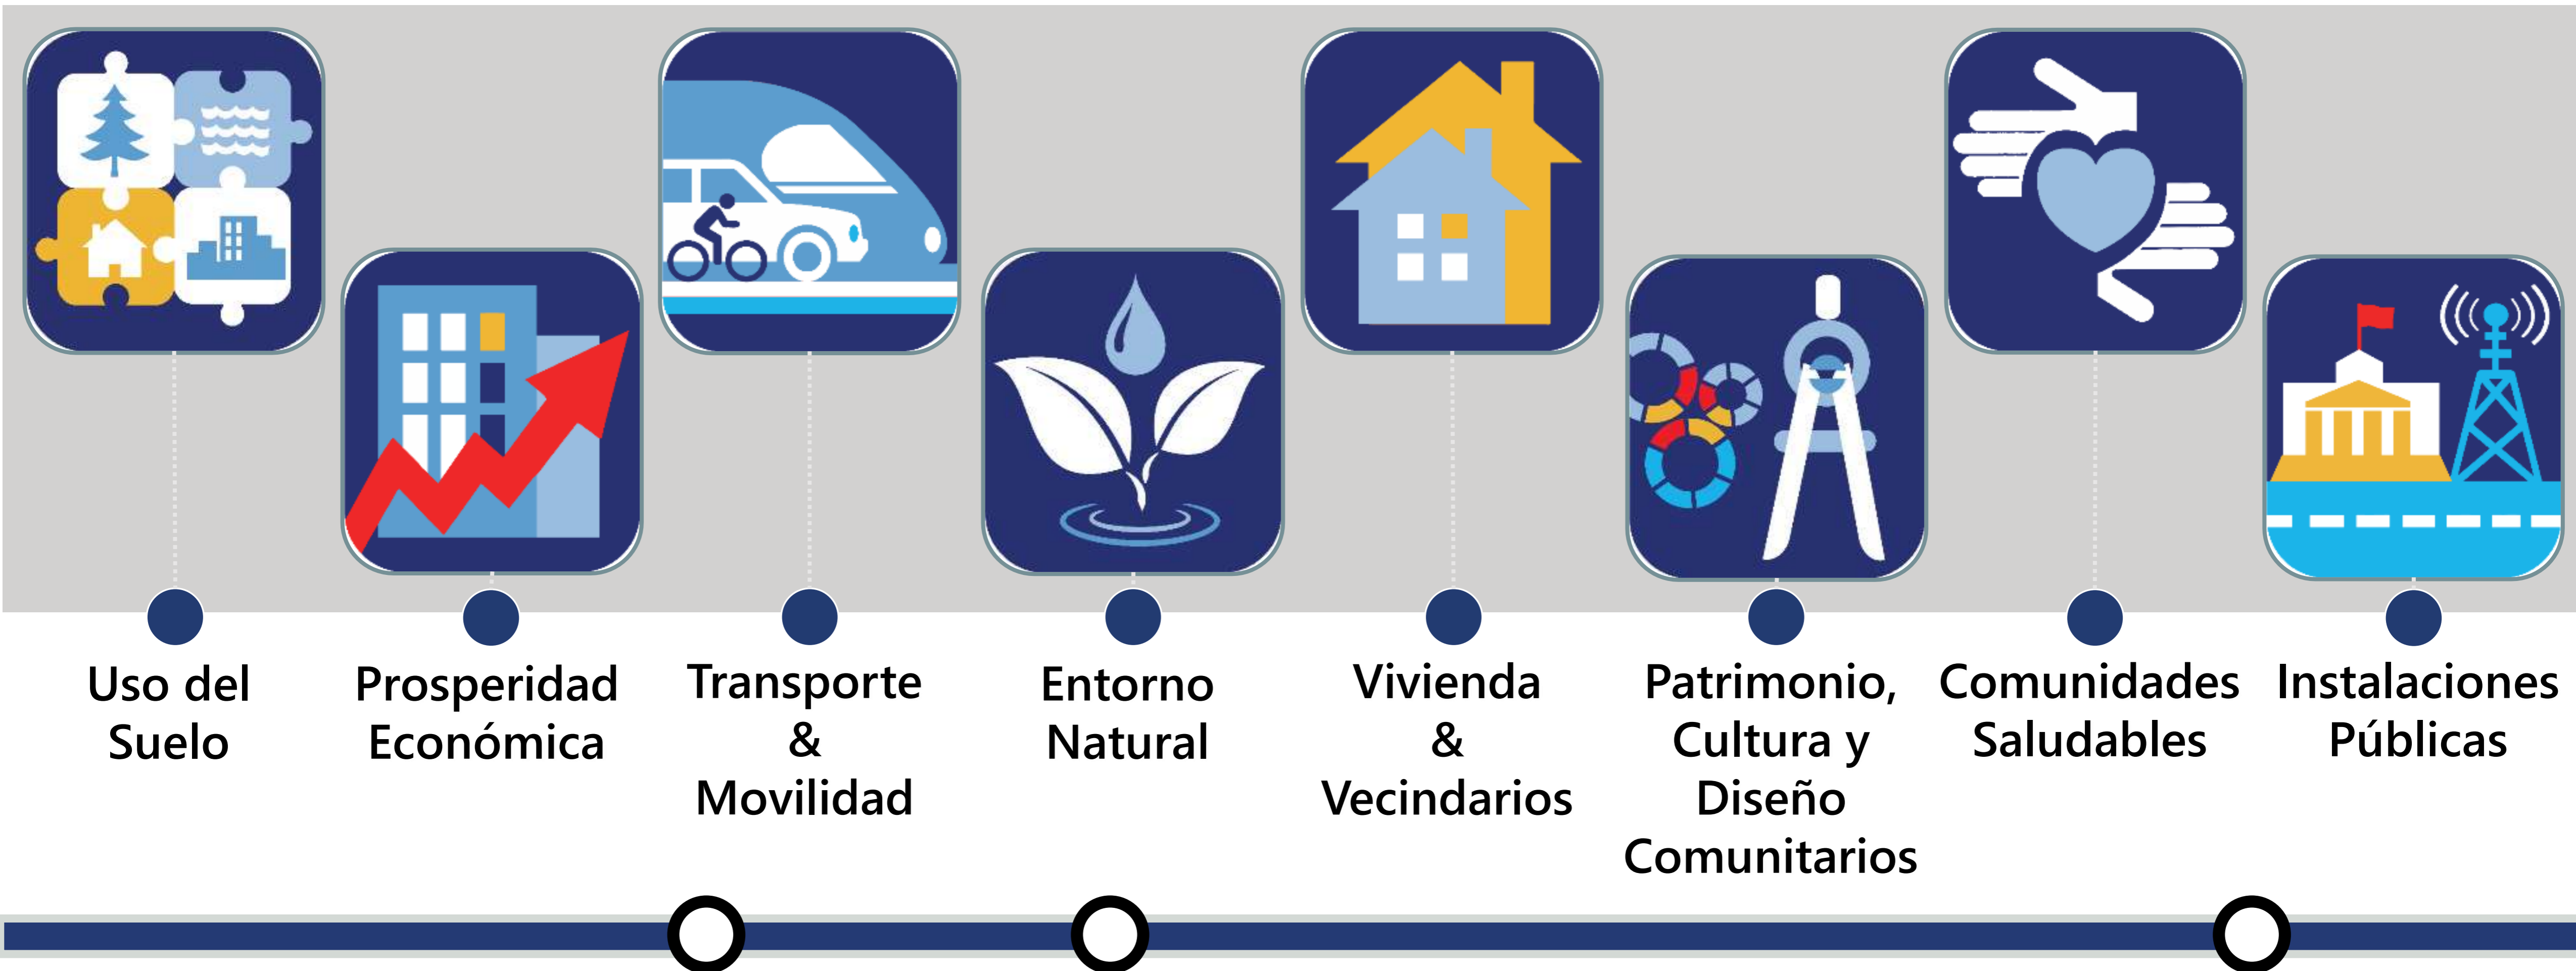 Uso del
Suelo
Prosperidad
Económica
Transporte
&
Movilidad
Entorno
Natural
Vivienda
&
Vecindarios
Patrimonio,
Cultura y
Diseño
Comunitarios
Comunidades
Saludables
Instalaciones
Públicas